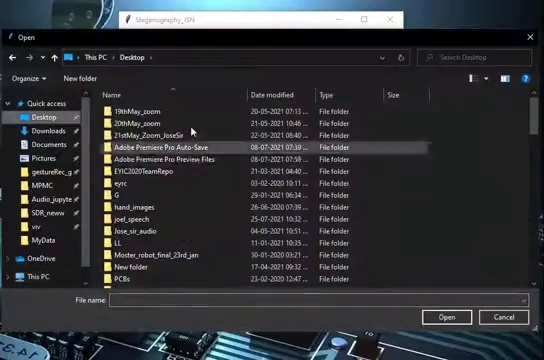 Steganography_JSN
Open
This PC > Desktop >
Search Desktop
Organize
New folder
Name Date modified Type Size
Quick access
Desktop
Downloads
Documents
Pictures
gestureRec_g
MPMC
Audio_jupyte
SDR_neww
viv
MyData
OneDrive
This PC
19thMay_zoom 20-05-2021 07:13 ... File folder
20thMay_zoom 21-05-2021 10:46 ... File folder
21stMay_Zoom_JoseSir 22-05-2021 08:40 ... File folder
Adobe Premiere Pro Auto-Save 08-07-2021 07:39 ... File folder
Adobe Premiere Pro Preview Files 08-07-2021 07:58 ... File folder
EYIC2020TeamRepo 21-03-2021 04:40 ... File folder
eyrc 03-02-2020 10:11 ... File folder
G 29-01-2021 06:34 ... File folder
hand_images 26-06-2020 07:39 ... File folder
joel_speech 25-07-2021 10:32 ... File folder
Jose_sir_audio 04-05-2021 10:51 ... File folder
LL 11-01-2021 10:35 ... File folder
Moster_robot_final_23rd_jan 30-01-2020 03:21 ... File folder
New folder 17-04-2021 09:32 ... File folder
PCBs 23-02-2020 12:47 ... File folder
File name:
Open
Cancel